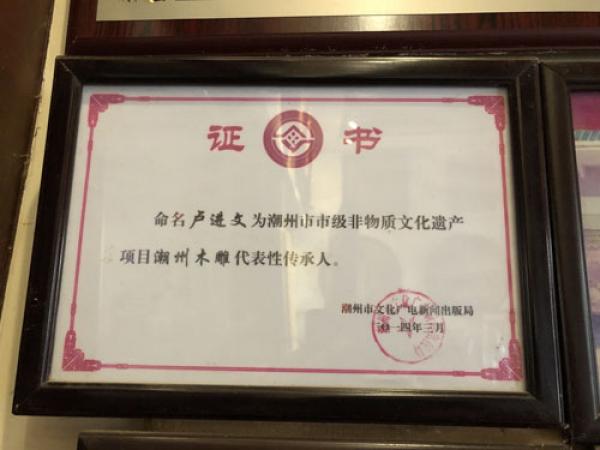 证书
命名卢进文为潮州市市级非物质文化遗产
项目潮州木雕代表性传承人。
潮州市文化广电新闻出版局
二〇一四年三月